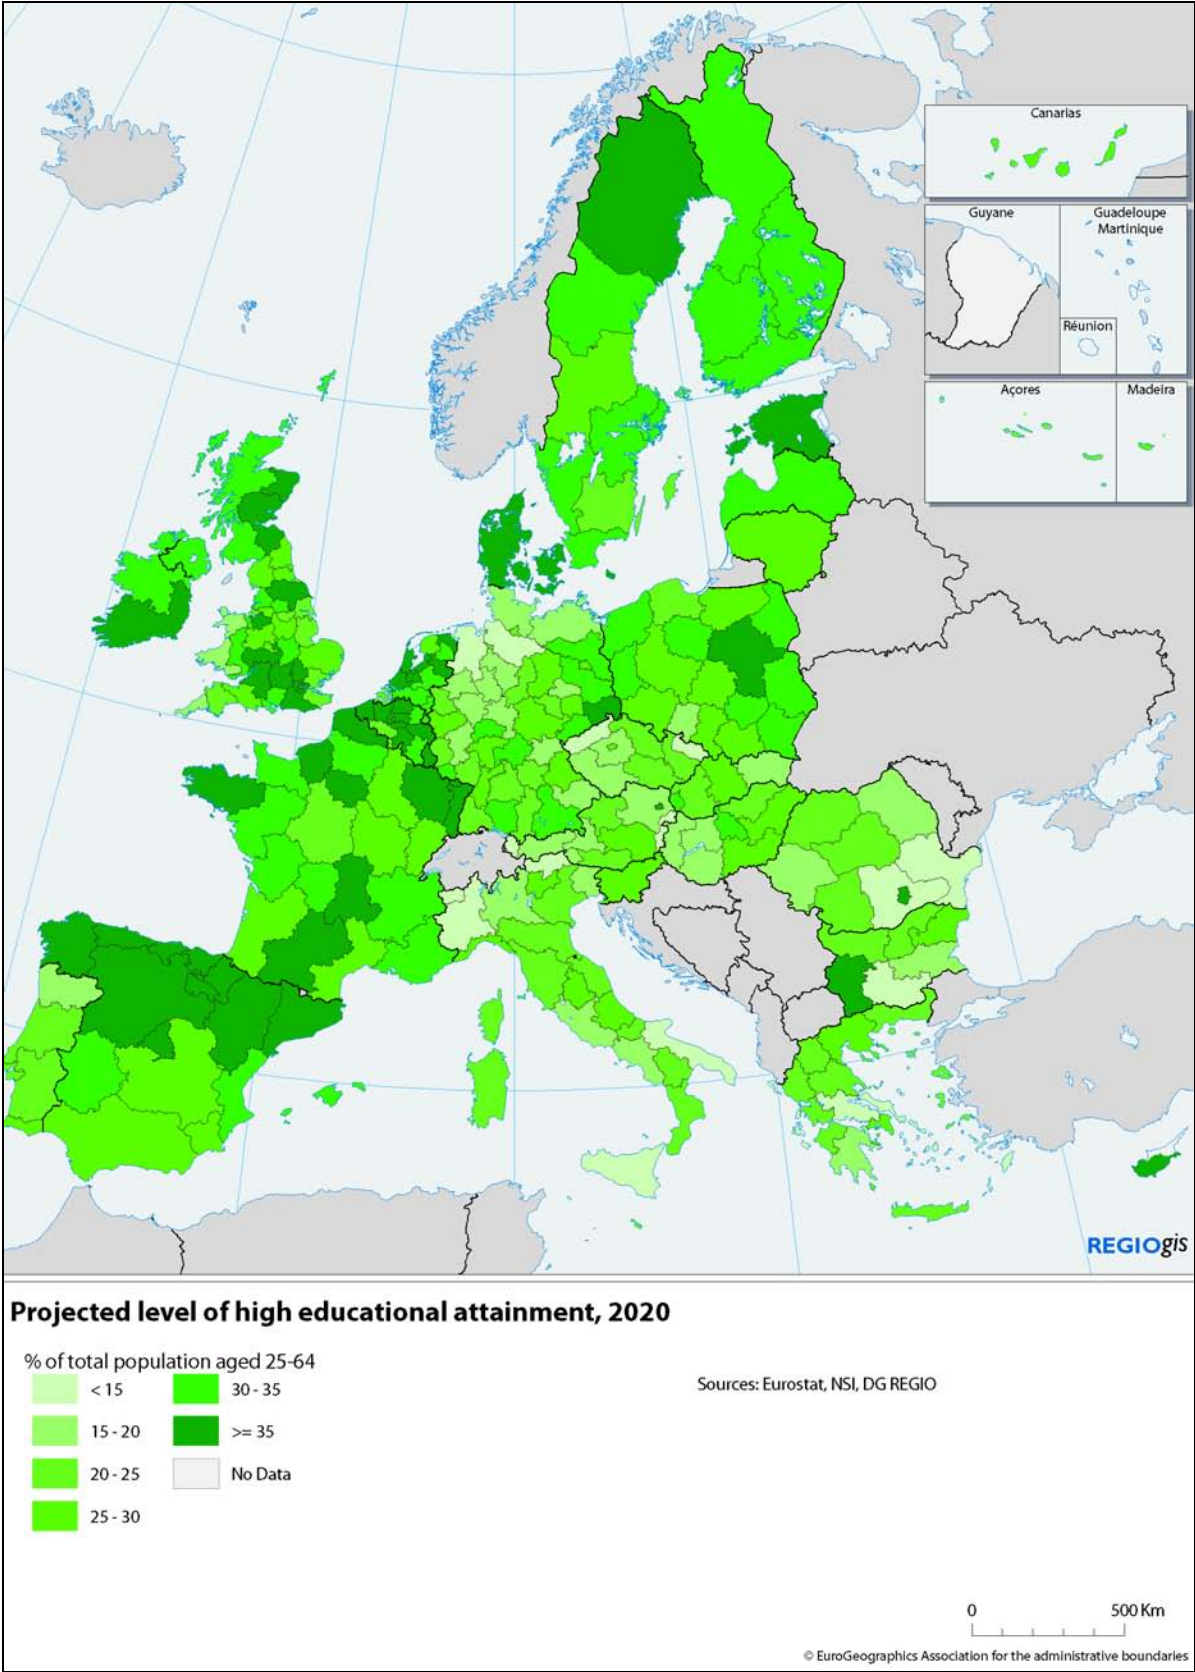 Canarias
Guyane
Guadeloupe
Martinique
Réunion
Açores
Madeira
REGIOgis
Projected level of high educational attainment, 2020
% of total population aged 25-64
< 15
30 - 35
15 - 20
>= 35
20 - 25
No Data
25 - 30
Sources: Eurostat, NSI, DG REGIO
0
500 Km
© EuroGeographics Association for the administrative boundaries